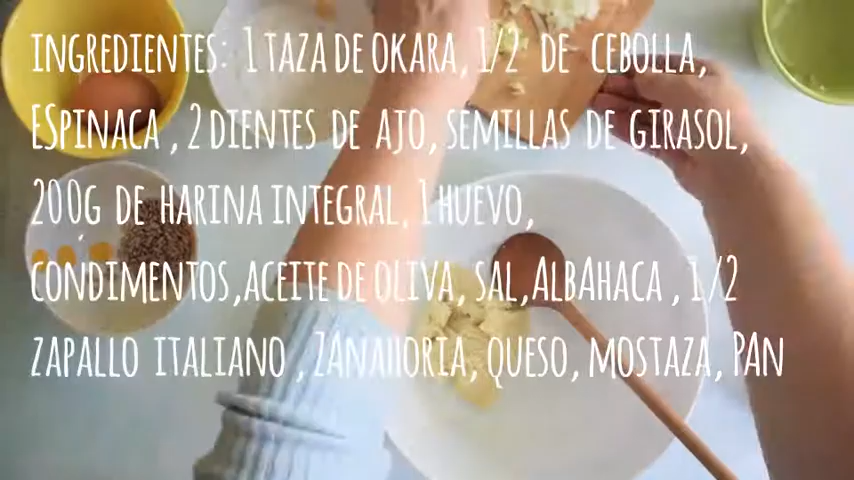 INGREDIENTES: 1 TAZA DE OKARA, 1/2 DE CEBOLLA,
ESPINACA , 2 DIENTES DE AJO, SEMILLAS DE GIRASOL,
200G DE HARINA INTEGRAL, 1 HUEVO,
CONDIMENTOS,ACEITE DE OLIVA, SAL,ALBAHACA , 1/2
ZAPALLO ITALIANO , ZANAHORIA, QUESO, MOSTAZA, PAN